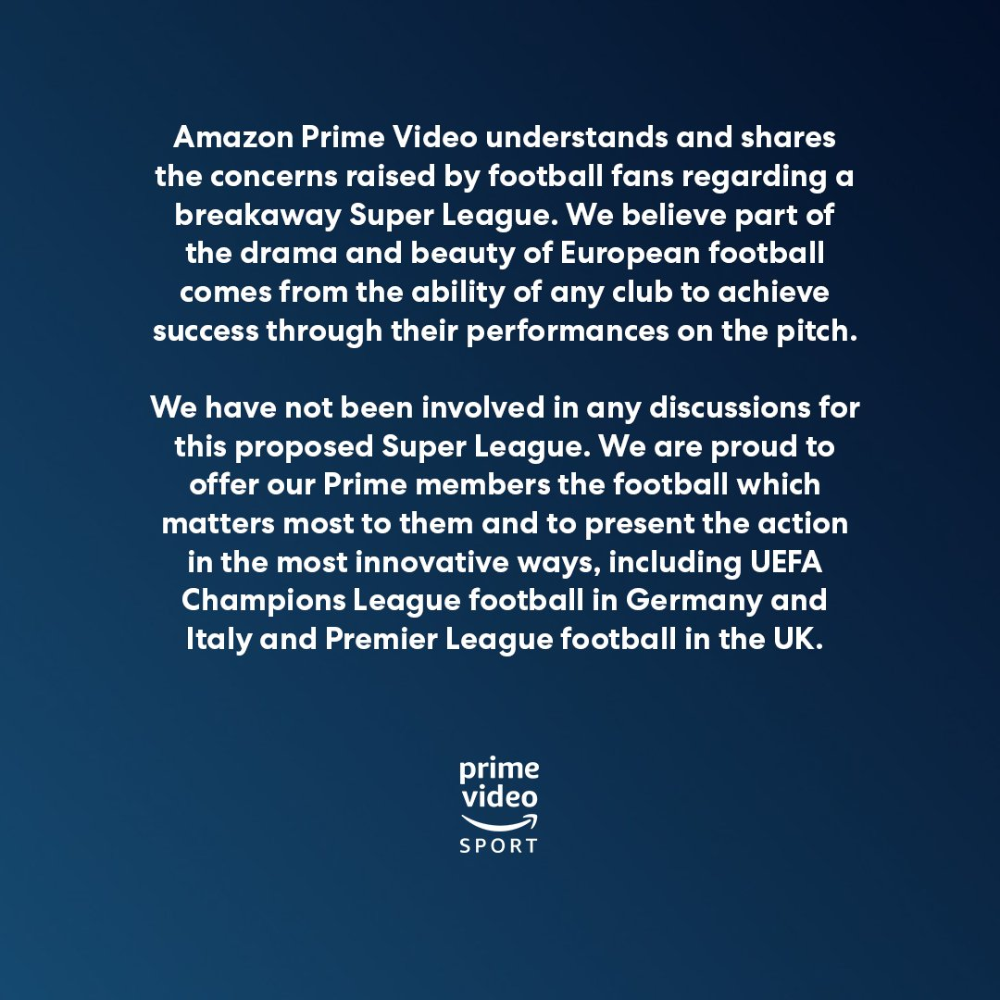 Amazon Prime Video understands and shares
the concerns raised by football fans regarding a
breakaway Super League. We believe part of
the drama and beauty of European football
comes from the ability of any club to achieve
success through their performances on the pitch.
We have not been involved in any discussions for
this proposed Super League. We are proud to
offer our Prime members the football which
matters most to them and to present the action
in the most innovative ways, including UEFA
Champions League football in Germany and
Italy and Premier League football in the UK.
prime
video
SPORT